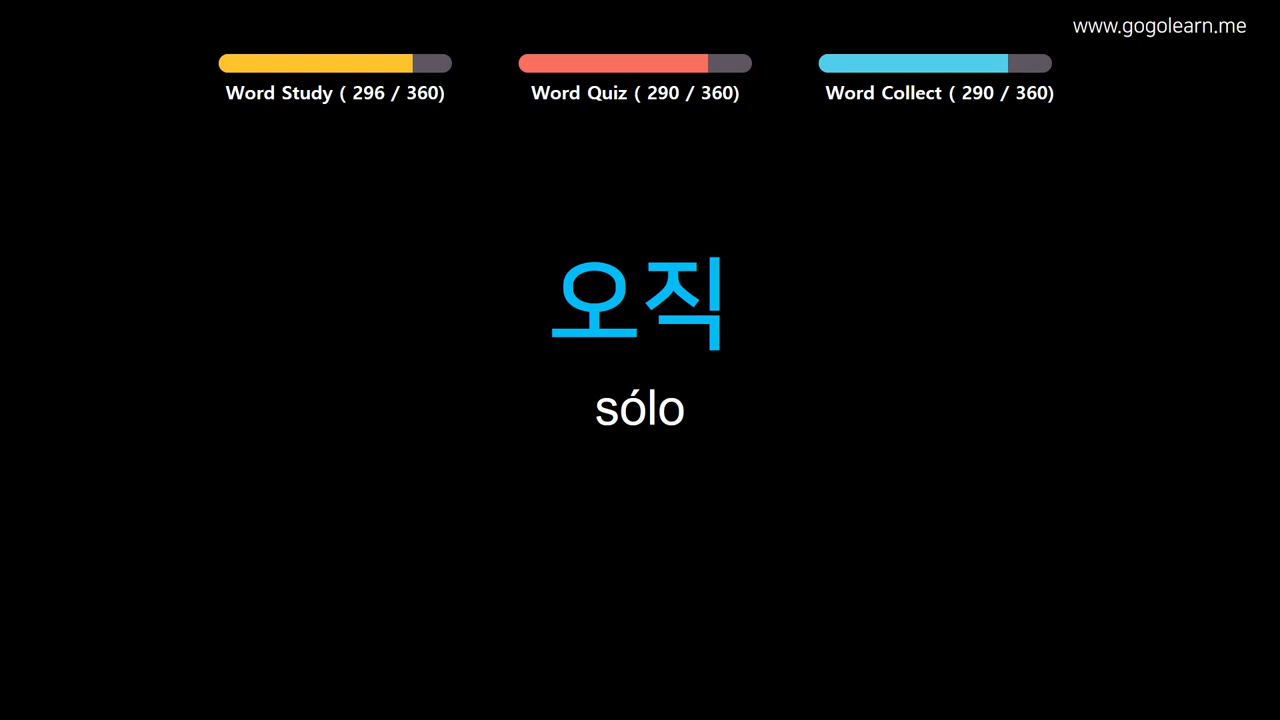 www.gogolearn.me
Word Study ( 296 / 360)
Word Quiz ( 290 / 360)
Word Collect ( 290 / 360)
오직
sólo